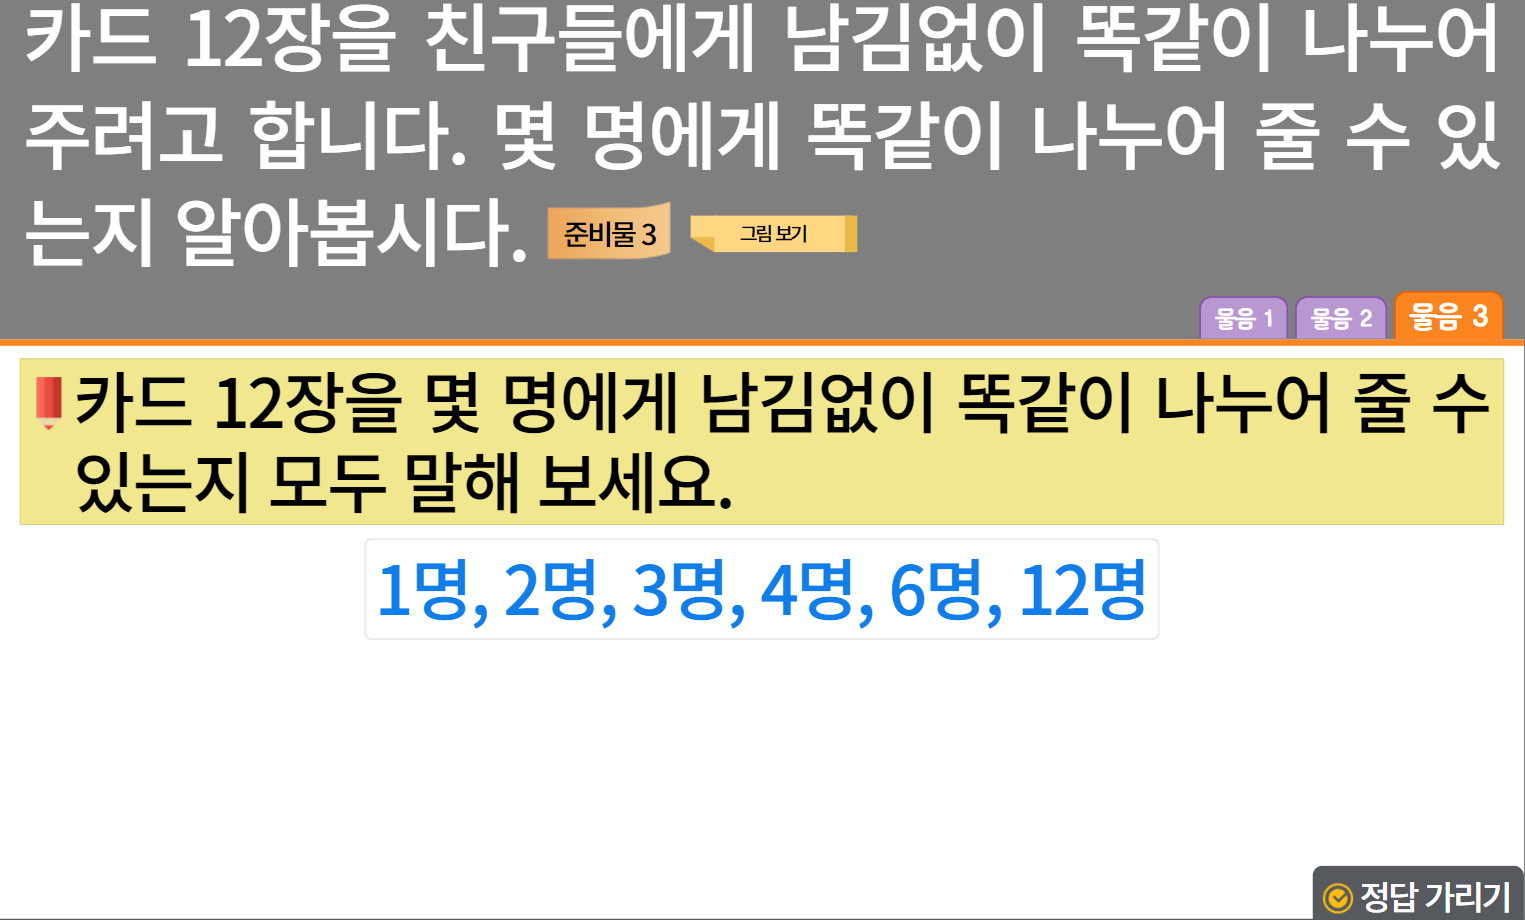 카드 12장을 친구들에게 남김없이 똑같이 나누어
주려고 합니다. 몇 명에게 똑같이 나누어 줄 수 있
는지 알아봅시다. 준비물 3 그림 보기
물음 1 물음 2 물음 3
카드 12장을 몇 명에게 남김없이 똑같이 나누어 줄 수
있는지 모두 말해 보세요.
1명, 2명, 3명, 4명, 6명, 12명
정답 가리기